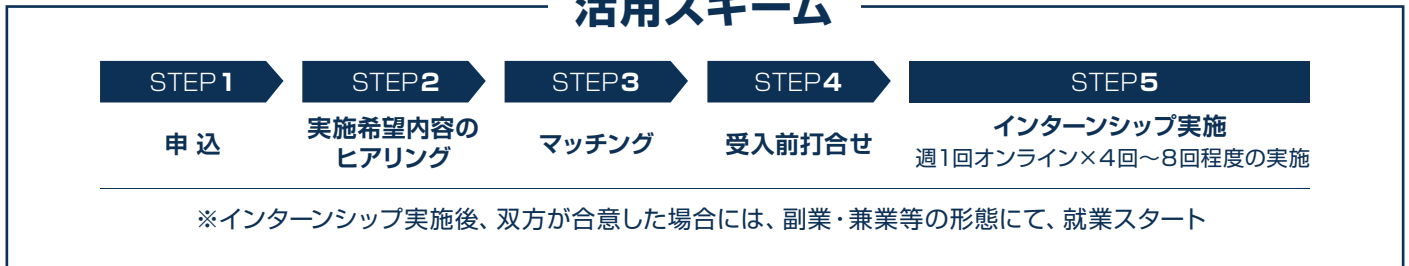 活用スキーム
STEP1
申 込
STEP2
実施希望内容の
ヒアリング
STEP3
マッチング
STEP4
受入前打合せ
STEP5
インターンシップ実施
週1回オンライン×4回～8回程度の実施
※インターンシップ実施後、双方が合意した場合には、副業・兼業等の形態にて、就業スタート